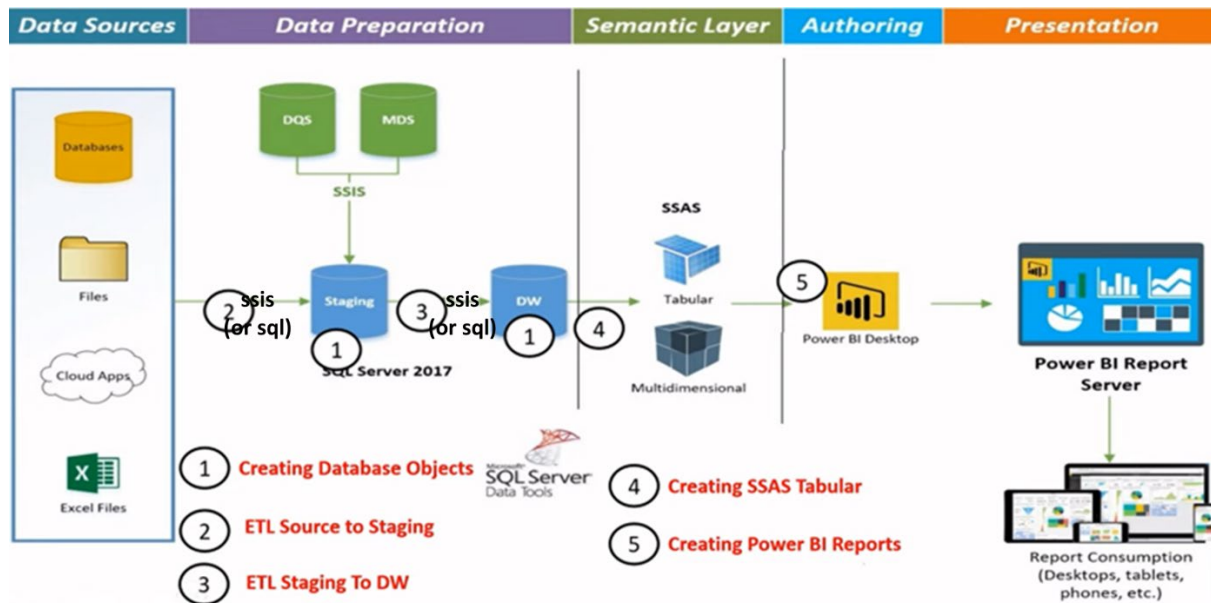 Data Sources
Data Preparation
Semantic Layer
Authoring
Presentation
Databases
Files
Cloud Apps
Excel Files
DQS
MDS
SSIS
2
ssis
(or sql)
Staging
1
3
ssis
(or sql)
DW
1
SQL Server 2017
4
SSAS
Tabular
Multidimensional
5
Power BI Desktop
Power BI Report
Server
Report Consumption
(Desktops, tablets,
phones, etc.)
1
Creating Database Objects
Microsoft
SQL Server
Data Tools
2
ETL Source to Staging
3
ETL Staging To DW
4
Creating SSAS Tabular
5
Creating Power BI Reports